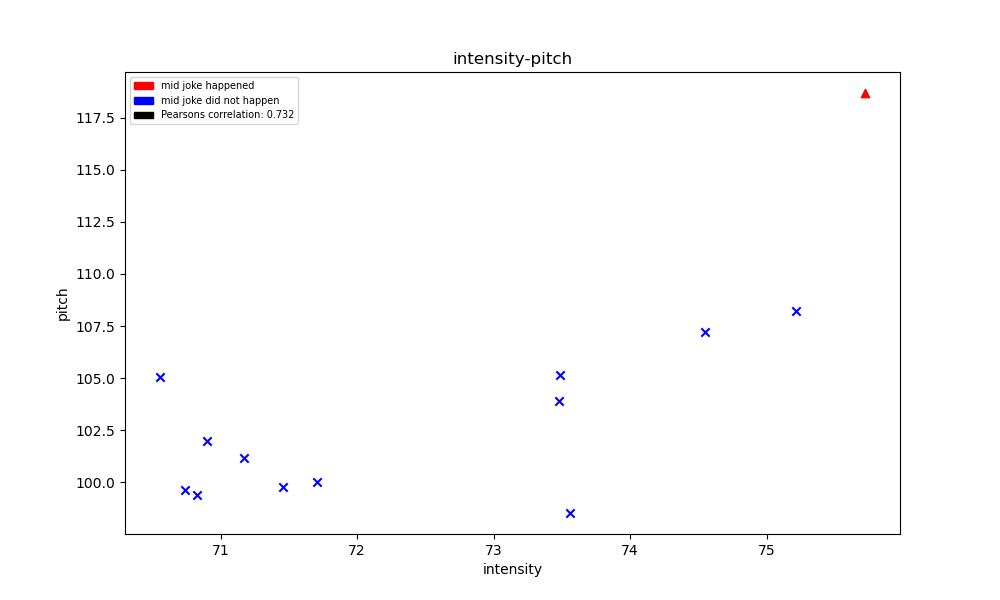 intensity-pitch
mid joke happened
mid joke did not happen
Pearsons correlation: 0.732
117.5
115.0
112.5
110.0
107.5
105.0
102.5
100.0
pitch
71 72 73 74 75
intensity